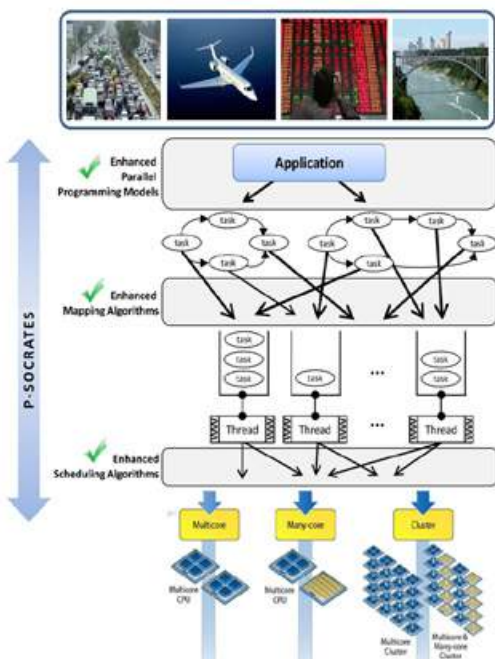 Enhanced
Parallel
Programming Models
Application
task
task
task
task
task
task
task
task
task
Enhanced
Mapping Algorithms
P-SOCRATES
task
task
task
task
task
task
...
Thread
Thread
...
Thread
Enhanced
Scheduling Algorithms
Multicore
Many-core
Cluster
Multicore
CPU
Multicore
CPU
Multicore
Cluster
Multicore &
Many-core
Cluster